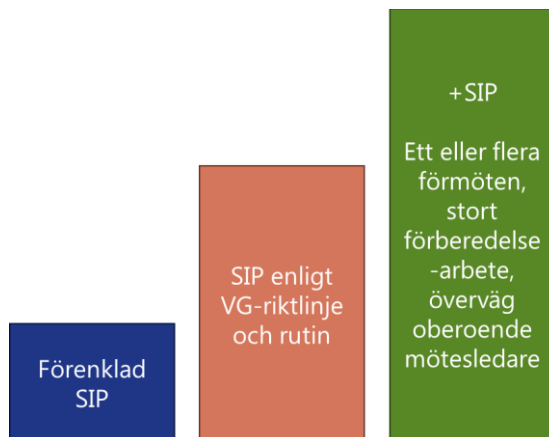 Förenklad
SIP
SIP enligt
VG-riktlinje
och rutin
+SIP
Ett eller flera
förmöten,
stort
förberedelse
-arbete,
överväg
oberoende
mötesledare